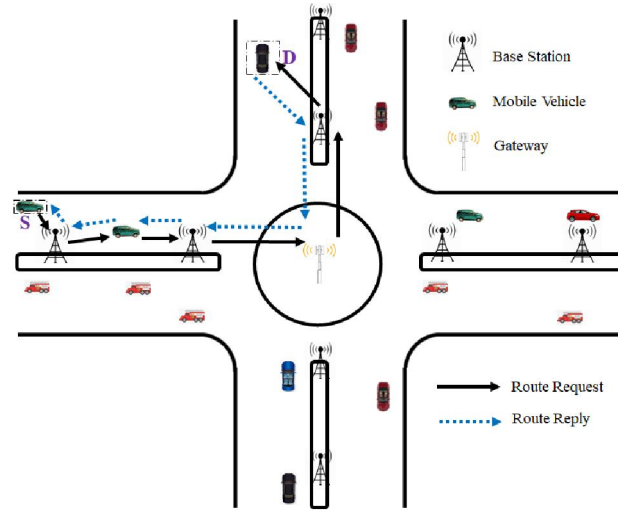 D
Base Station
Mobile Vehicle
Gateway
S
Route Request
Route Reply